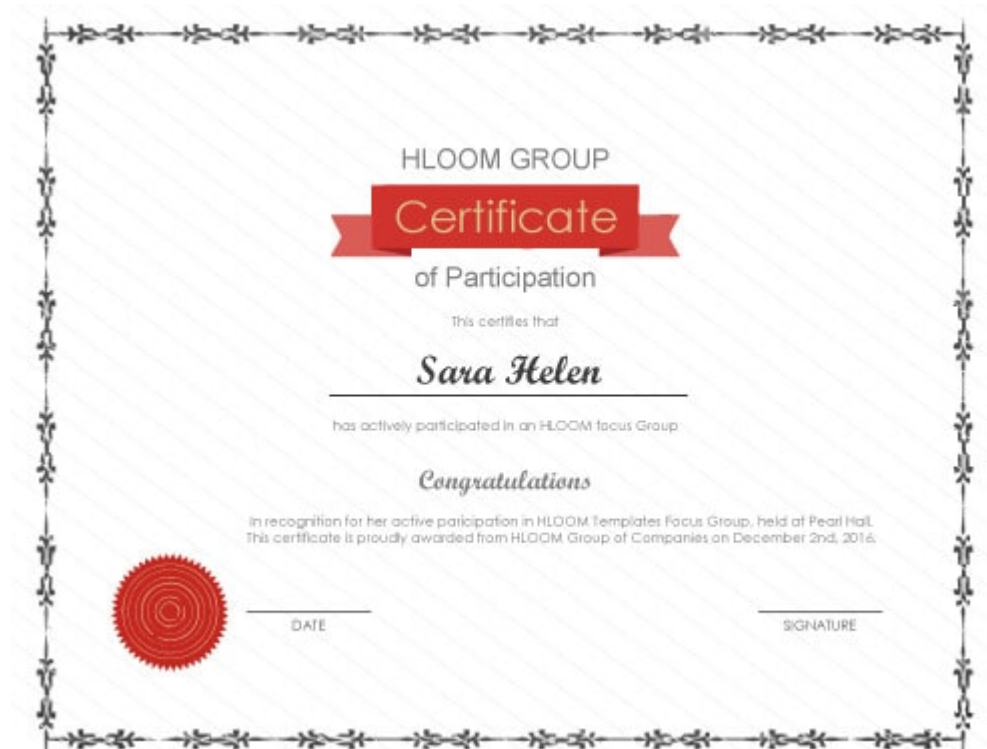 HLOOM GROUP
Certificate
of Participation
This certifies that
Sara Helen
has actively participated in an HLOOM focus Group
Congratulations
In recognition for her active paricipation in HLOOM Templates Focus Group, held at Pearl Hall.
This certificate is proudly awarded from HLOOM Group of Companies on December 2nd, 2016.
DATE
SIGNATURE